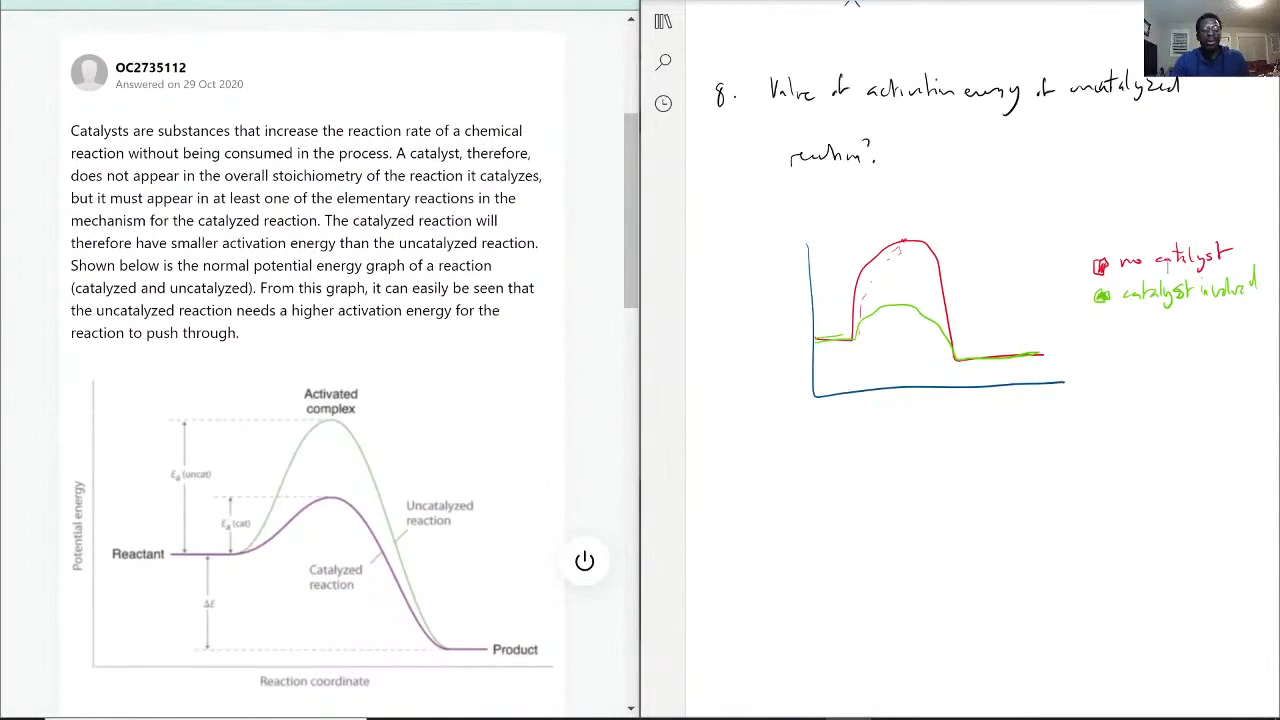 OC2735112
Answered on 29 Oct 2020
Catalysts are substances that increase the reaction rate of a chemical
reaction without being consumed in the process. A catalyst, therefore,
does not appear in the overall stoichiometry of the reaction it catalyzes,
but it must appear in at least one of the elementary reactions in the
mechanism for the catalyzed reaction. The catalyzed reaction will
therefore have smaller activation energy than the uncatalyzed reaction.
Shown below is the normal potential energy graph of a reaction
(catalyzed and uncatalyzed). From this graph, it can easily be seen that
the uncatalyzed reaction needs a higher activation energy for the
reaction to push through.
Activated
complex
Ea (uncat)
Ea (cat)
Uncatalyzed
reaction
Reactant
Catalyzed
reaction
ΔE
Product
Potential energy
Reaction coordinate
8. Value of activation energy of uncatalyzed
reaction?
no catalyst
catalyst involved